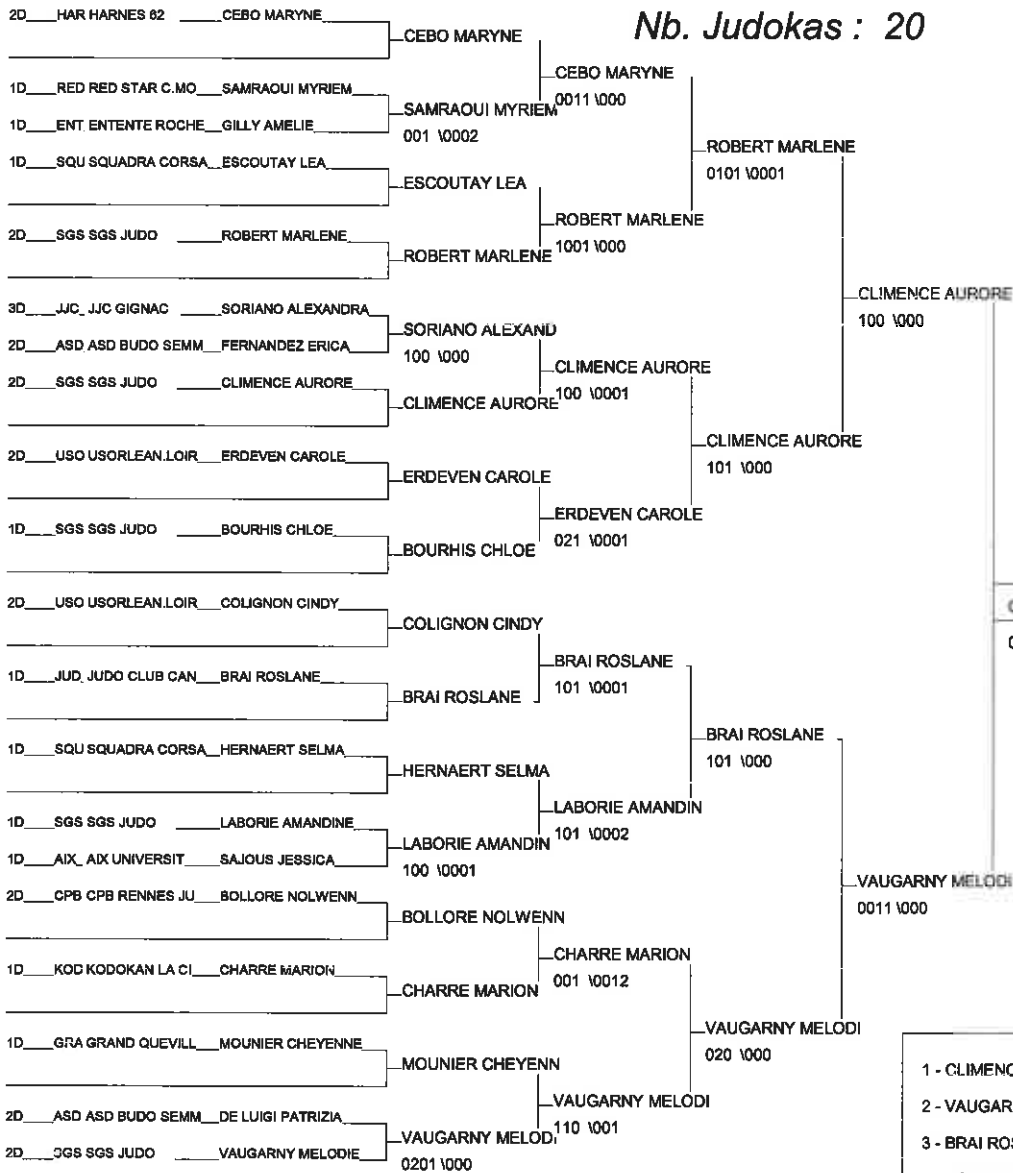 Nb. Judokas : 20
2D HAR HARNES 62 CEBO MARYNE
1D RED RED STAR C.MO SAMRAOUI MYRIEM
1D ENT ENTENTE ROCHE GILLY AMELIE
1D SQU SQUADRA CORSA ESCOUTAY LEA
2D SGS SGS JUDO ROBERT MARLENE
3D JJC_ JJC GIGNAC SORIANO ALEXANDRA
2D ASD ASD BUDO SEMM FERNANDEZ ERICA
2D SGS SGS JUDO CLIMENCE AURORE
2D USO USORLEAN.LOIR ERDEVEN CAROLE
1D SGS SGS JUDO BOURHIS CHLOE
2D USO USORLEAN.LOIR COLIGNON CINDY
1D JUD_ JUDO CLUB CAN BRAI ROSLANE
1D SQU SQUADRA CORSA HERNAERT SELMA
1D SGS SGS JUDO LABORIE AMANDINE
1D AIX_ AIX UNIVERSIT SAJOUS JESSICA
2D CPB CPB RENNES JU BOLLORE NOLWENN
1D KOD KODOKAN LA CI CHARRE MARION
1D GRA GRAND QUEVILL MOUNIER CHEYENNE
2D ASD ASD BUDO SEMM DE LUIGI PATRIZIA
2D SGS SGS JUDO VAUGARNY MELODIE
CEBO MARYNE
SAMRAOUI MYRIEM
001 \0002
ESCOUTAY LEA
ROBERT MARLENE
SORIANO ALEXAND
100 \000
CLIMENCE AURORE
ERDEVEN CAROLE
BOURHIS CHLOE
COLIGNON CINDY
BRAI ROSLANE
HERNAERT SELMA
LABORIE AMANDIN
100 \0001
BOLLORE NOLWENN
CHARRE MARION
MOUNIER CHEYENN
VAUGARNY MELODI
0201 \000
CEBO MARYNE
0011 \000
ROBERT MARLENE
1001 \000
CLIMENCE AURORE
100 \0001
ERDEVEN CAROLE
021 \0001
BRAI ROSLANE
101 \0001
LABORIE AMANDIN
101 \0002
CHARRE MARION
001 \0012
VAUGARNY MELODI
110 \001
ROBERT MARLENE
0101 \0001
CLIMENCE AURORE
101 \000
BRAI ROSLANE
101 \000
VAUGARNY MELODI
020 \000
CLIMENCE AURORE
100 \000
VAUGARNY MELODI
0011 \000
1 - CLIMENC
2 - VAUGAR
3 - BRAI ROS